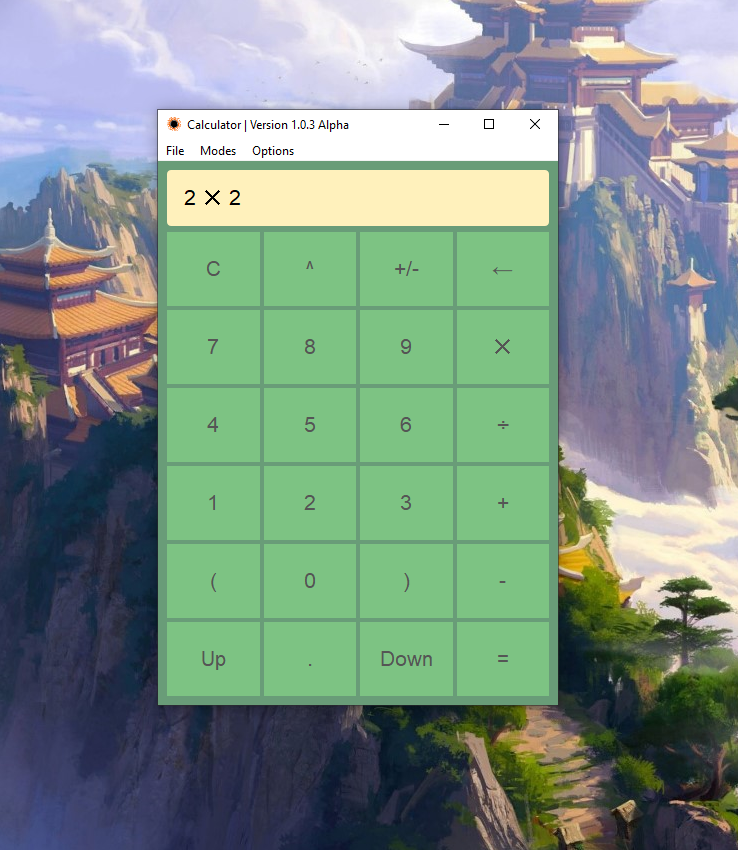 Calculator | Version 1.0.3 Alpha
File Modes Options
2 × 2
C ^ +/- ←
7 8 9 ×
4 5 6 ÷
1 2 3 +
( 0 ) -
Up . Down =